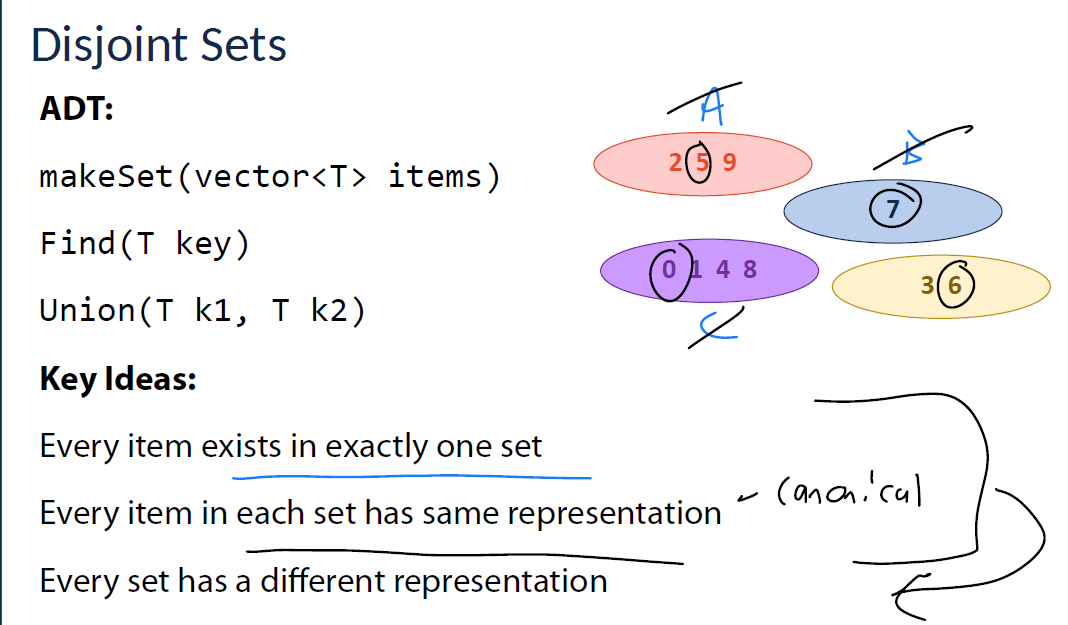 Disjoint Sets
ADT:
makeSet(vector<T> items)
Find(T key)
Union(T k1, T k2)
A
2 5 9
B
7
0 1 4 8
C
3 6
Key Ideas:
Every item exists in exactly one set
Every item in each set has same representation
canonical
Every set has a different representation